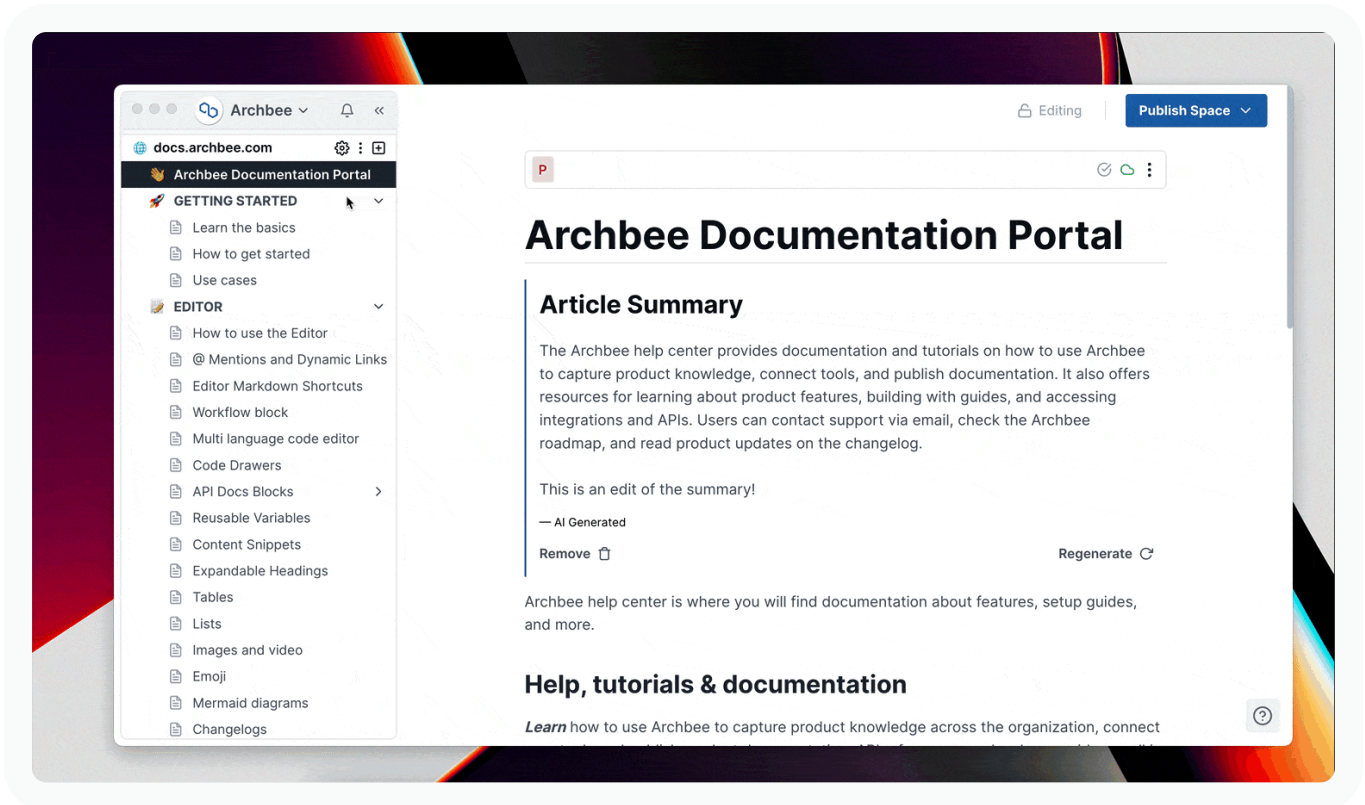 Archbee
docs.archbee.com
Archbee Documentation Portal
GETTING STARTED
Learn the basics
How to get started
Use cases
EDITOR
How to use the Editor
@ Mentions and Dynamic Links
Editor Markdown Shortcuts
Workflow block
Multi language code editor
Code Drawers
API Docs Blocks
Reusable Variables
Content Snippets
Expandable Headings
Tables
Lists
Images and video
Emoji
Mermaid diagrams
Changelogs
Editing
Publish Space
P
Archbee Documentation Portal
Article Summary
The Archbee help center provides documentation and tutorials on how to use Archbee
to capture product knowledge, connect tools, and publish documentation. It also offers
resources for learning about product features, building with guides, and accessing
integrations and APIs. Users can contact support via email, check the Archbee
roadmap, and read product updates on the changelog.
This is an edit of the summary!
— AI Generated
Remove
Regenerate
Archbee help center is where you will find documentation about features, setup guides,
and more.
Help, tutorials & documentation
Learn how to use Archbee to capture product knowledge across the organization, connect